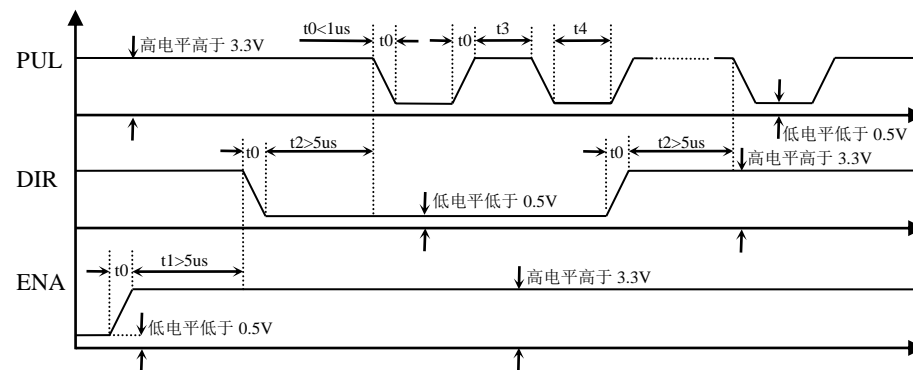 t0<1us t0 t0 t3 t4
高电平高于 3.3V
PUL
低电平低于 0.5V
t0 t2>5us t0 t2>5us
高电平高于 3.3V
DIR
低电平低于 0.5V
t0 t1>5us
高电平高于 3.3V
ENA
低电平低于 0.5V